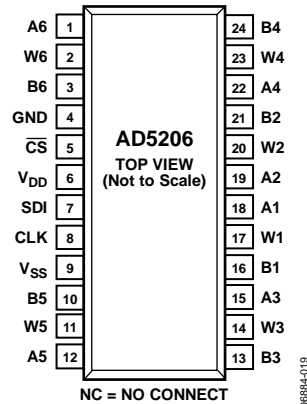 A6 1 24 B4
W6 2 23 W4
B6 3 AD5206 22 A4
GND 4 TOP VIEW 21 B2
CS 5 (Not to Scale) 20 W2
VDD 6 19 A2
SDI 7 18 A1
CLK 8 17 W1
VSS 9 16 B1
B5 10 15 A3
W5 11 14 W3
A5 12 13 B3
NC = NO CONNECT
06884-019